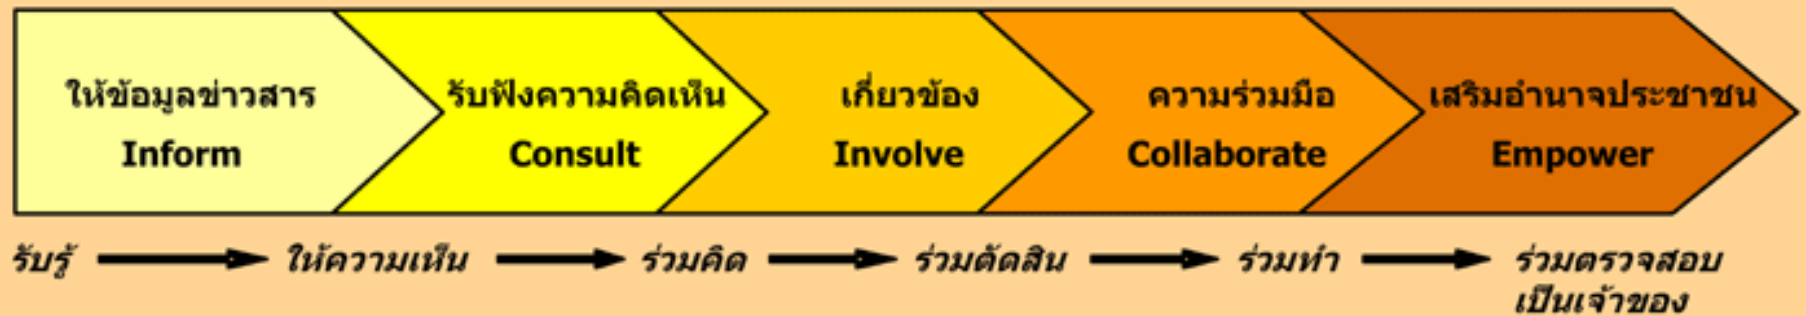 ให้ข้อมูลข่าวสาร
Inform
รับฟังความคิดเห็น
Consult
เกี่ยวข้อง
Involve
ความร่วมมือ
Collaborate
เสริมอำนาจประชาชน
Empower
รับรู้ ให้ความเห็น ร่วมคิด ร่วมตัดสิน ร่วมทำ ร่วมตรวจสอบ
เป็นเจ้าของ